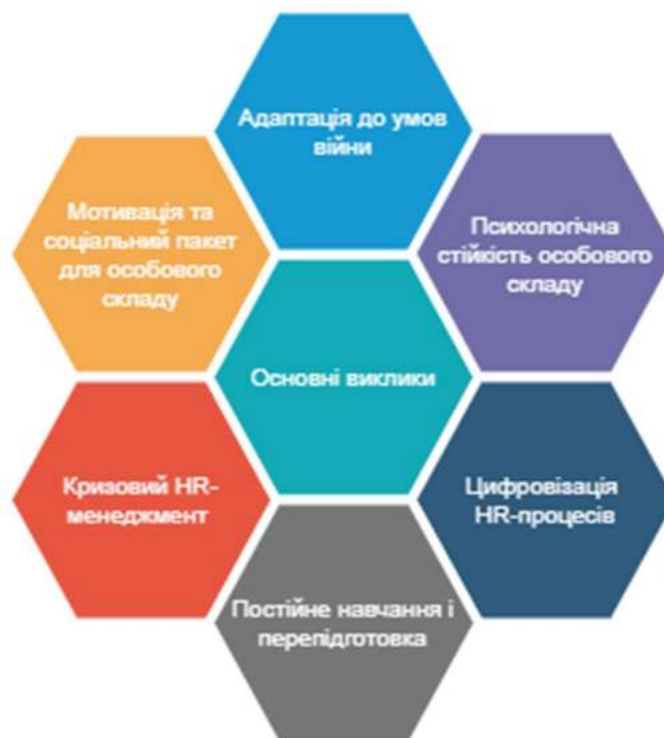 Адаптація до умов
війни
Мотивація та
соціальний пакет
для особового
складу
Психологічна
стійкість особового
складу
Основні виклики
Кризовий HR-
менеджмент
Цифровізація
HR-процесів
Постійне навчання і
перепідготовка